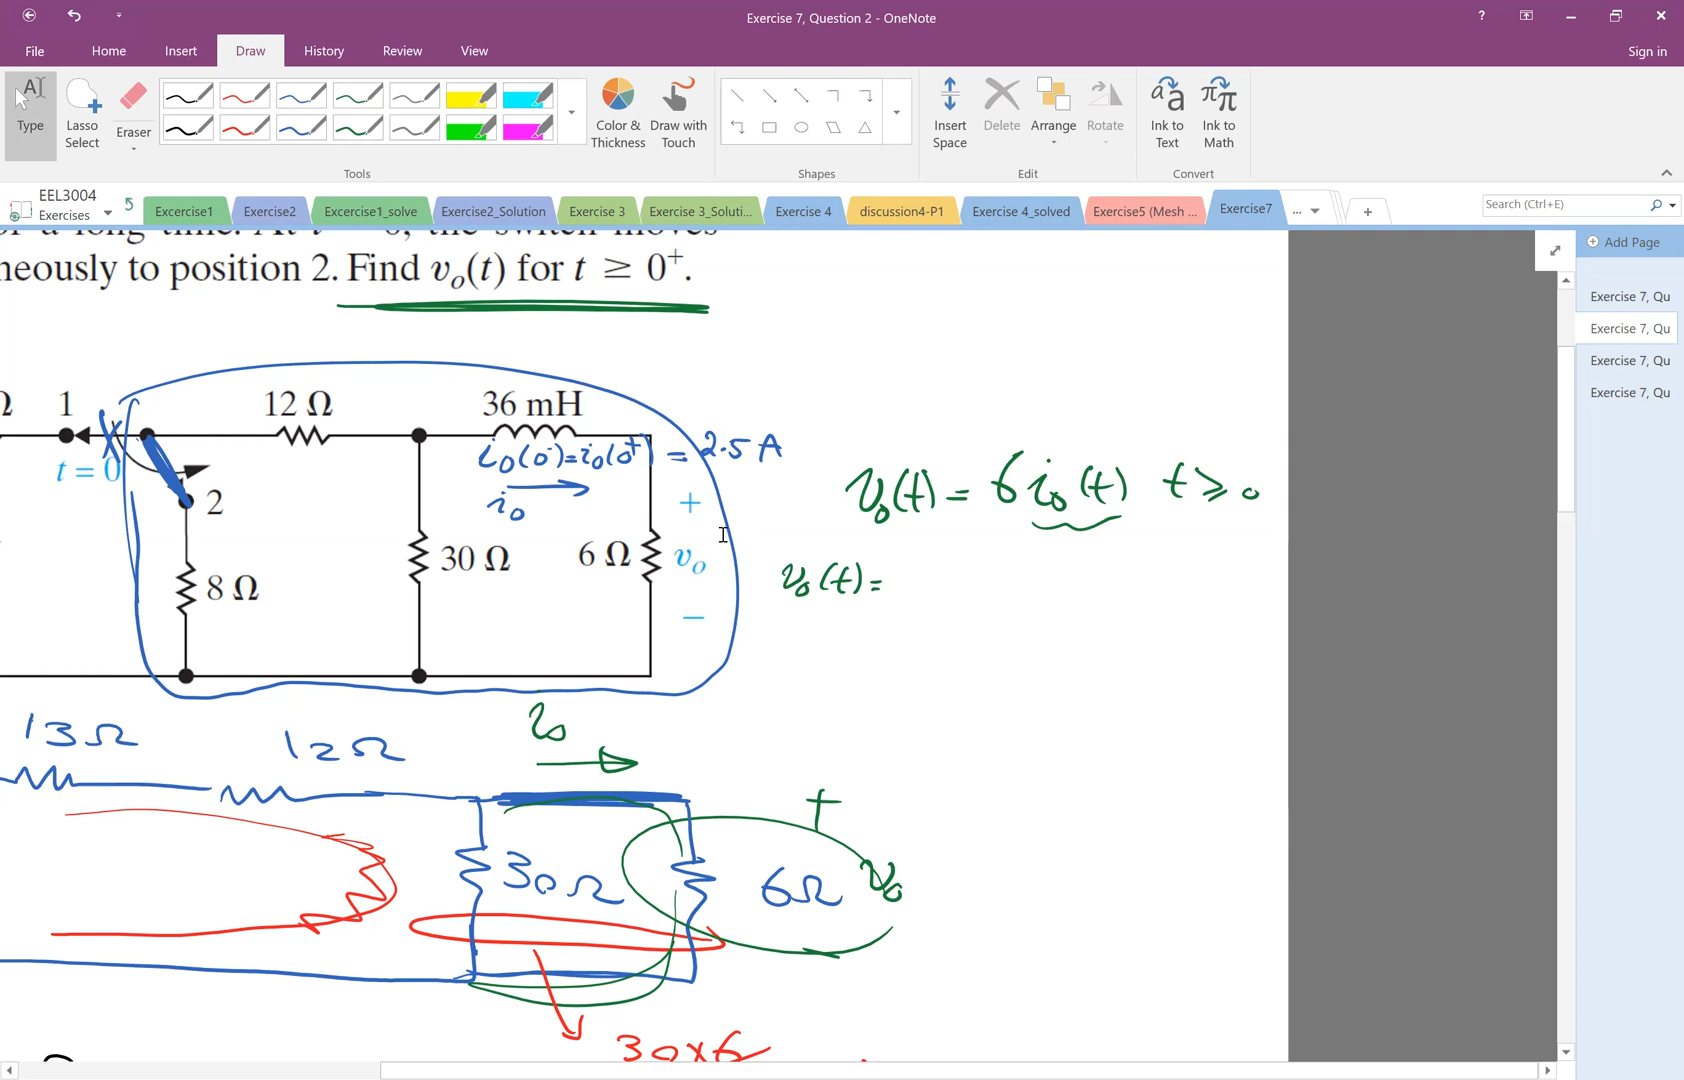 Exercise 7, Question 2 - OneNote
File Home Insert Draw History Review View
Sign in
Type
Lasso Select
Eraser
Color & Thickness
Draw with Touch
Insert Space
Delete
Arrange
Rotate
Ink to Text
Ink to Math
Tools
Shapes
Edit
Convert
EEL3004
Exercises
Excercise1 Exercise2 Excercise1_solve Exercise2_Solution Exercise 3 Exercise 3_Soluti... Exercise 4 discussion4-P1 Exercise 4_solved Exercise5 (Mesh ... Exercise7 ...
Search (Ctrl+E)
Add Page
Exercise 7, Qu
Exercise 7, Qu
Exercise 7, Qu
Exercise 7, Qu
the switch moves
neously to position 2. Find v_o(t) for t ≥ 0⁺.
Ω 1 12 Ω 36 mH
t = 0
i_o(0⁻)=i_o(0⁺) = 2.5 A
i_o
2
8 Ω
30 Ω
6 Ω
+
v_o
−
v_o(t) = 6 i_o(t) t ≥ 0
v_o(t) =
13Ω 12Ω i_o
30Ω 6Ω
+
v_o
−
30×6